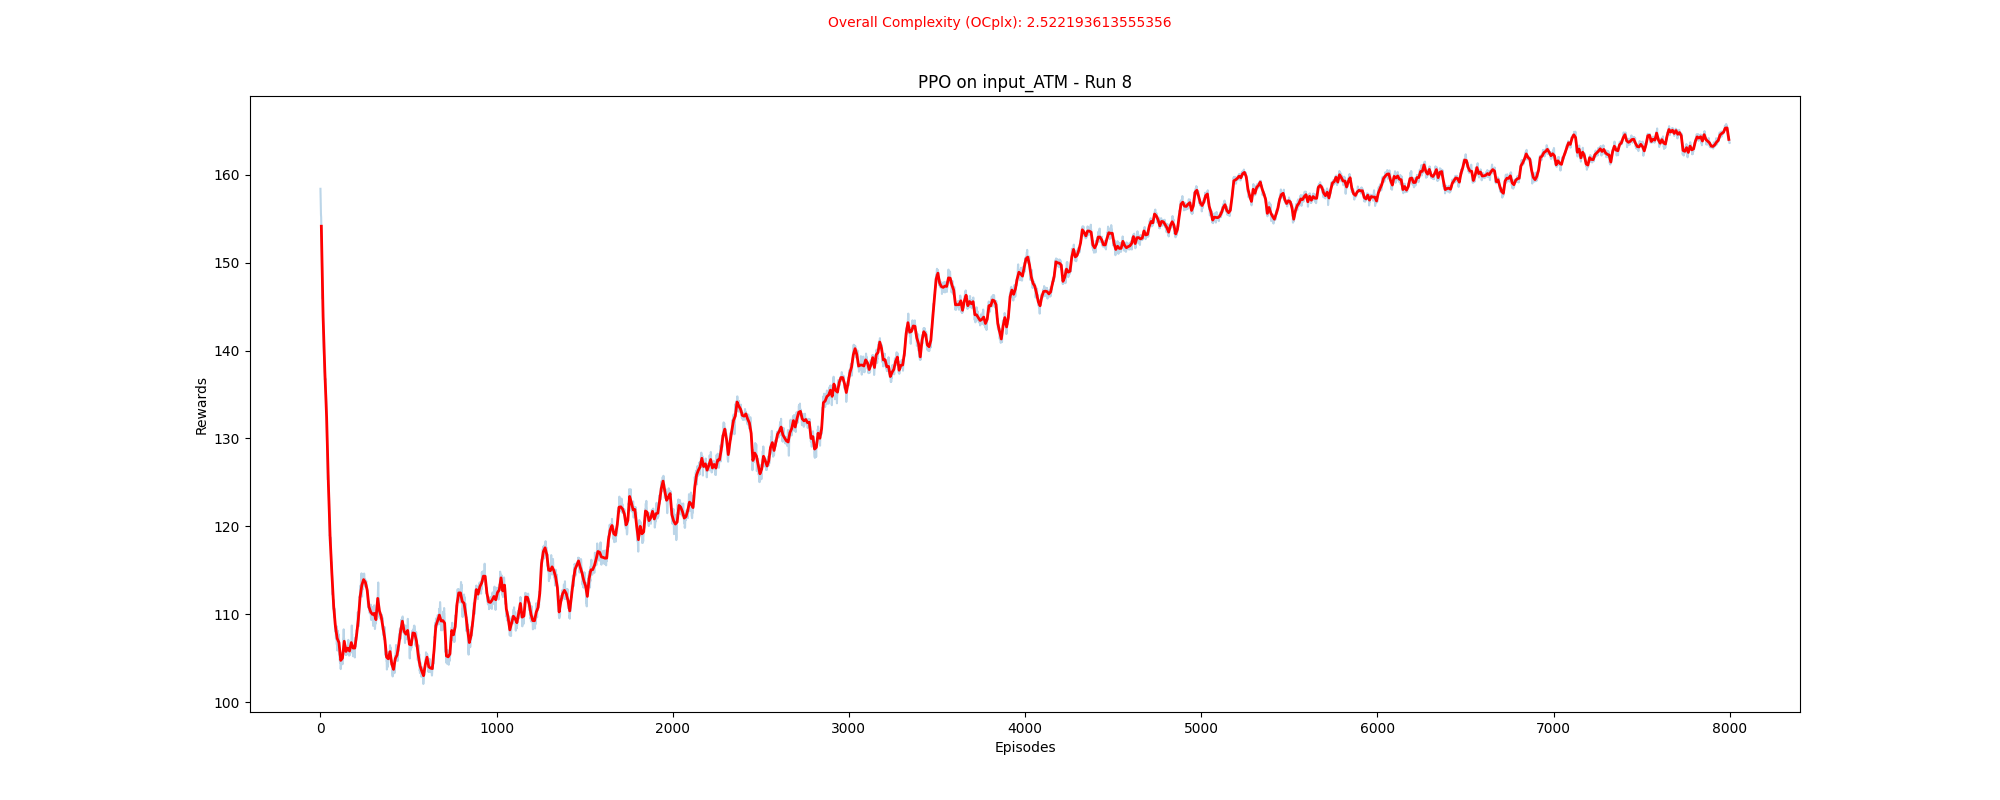 Overall Complexity (OCplx): 2.522193613555356
PPO on input_ATM - Run 8
160
150
140
130
120
110
100
Rewards
0 1000 2000 3000 4000 5000 6000 7000 8000
Episodes